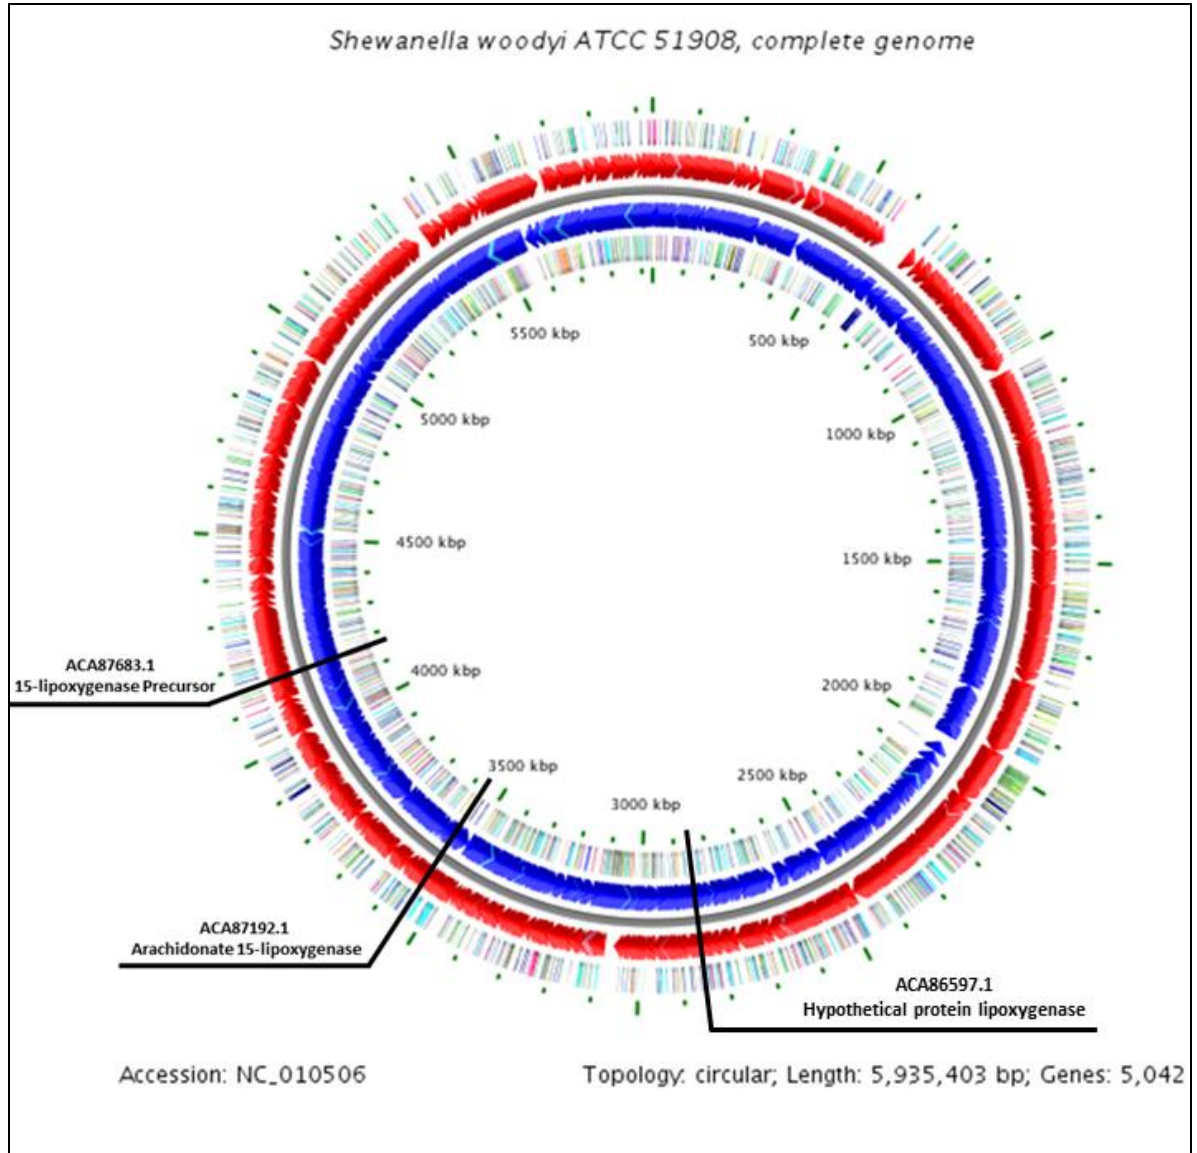 Shewanella woodyi ATCC 51908, complete genome
5500 kbp
500 kbp
5000 kbp
1000 kbp
4500 kbp
1500 kbp
ACA87683.1
15-lipoxygenase Precursor
4000 kbp
2000 kbp
3500 kbp
2500 kbp
3000 kbp
ACA87192.1
Arachidonate 15-lipoxygenase
ACA86597.1
Hypothetical protein lipoxygenase
Accession: NC_010506
Topology: circular; Length: 5,935,403 bp; Genes: 5,042